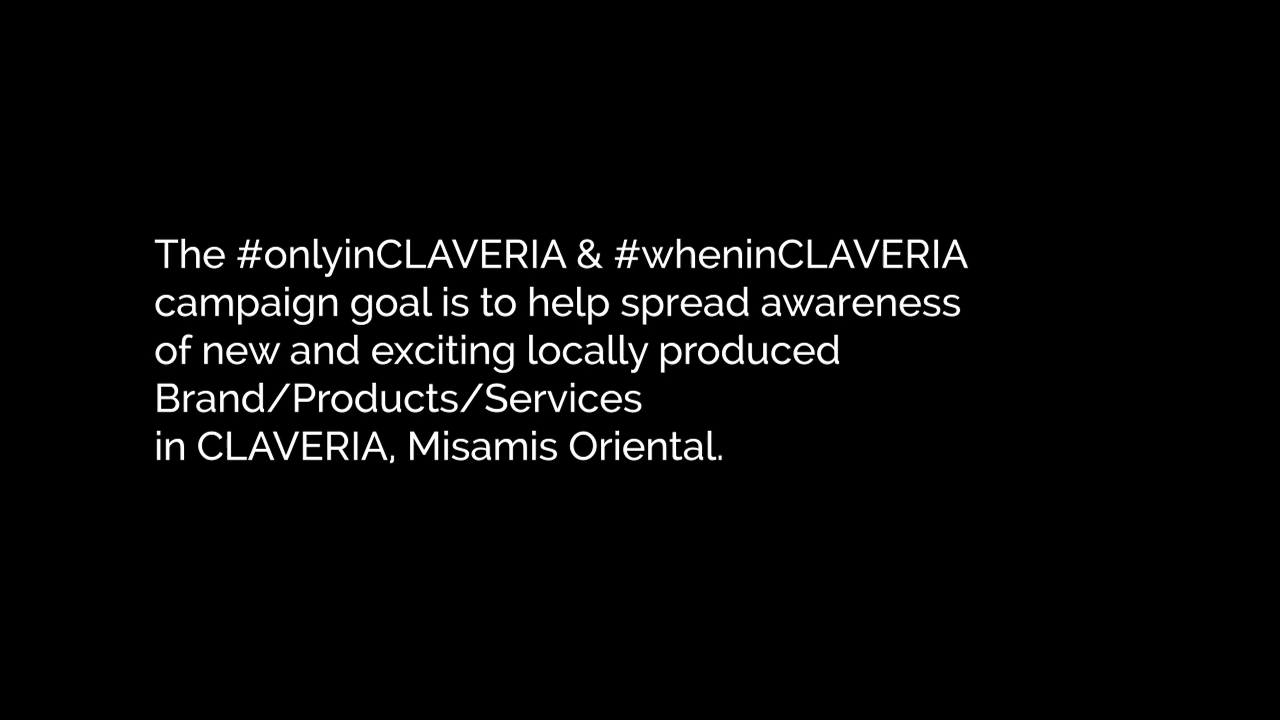 The #onlyinCLAVERIA & #wheninCLAVERIA
campaign goal is to help spread awareness
of new and exciting locally produced
Brand/Products/Services
in CLAVERIA, Misamis Oriental.